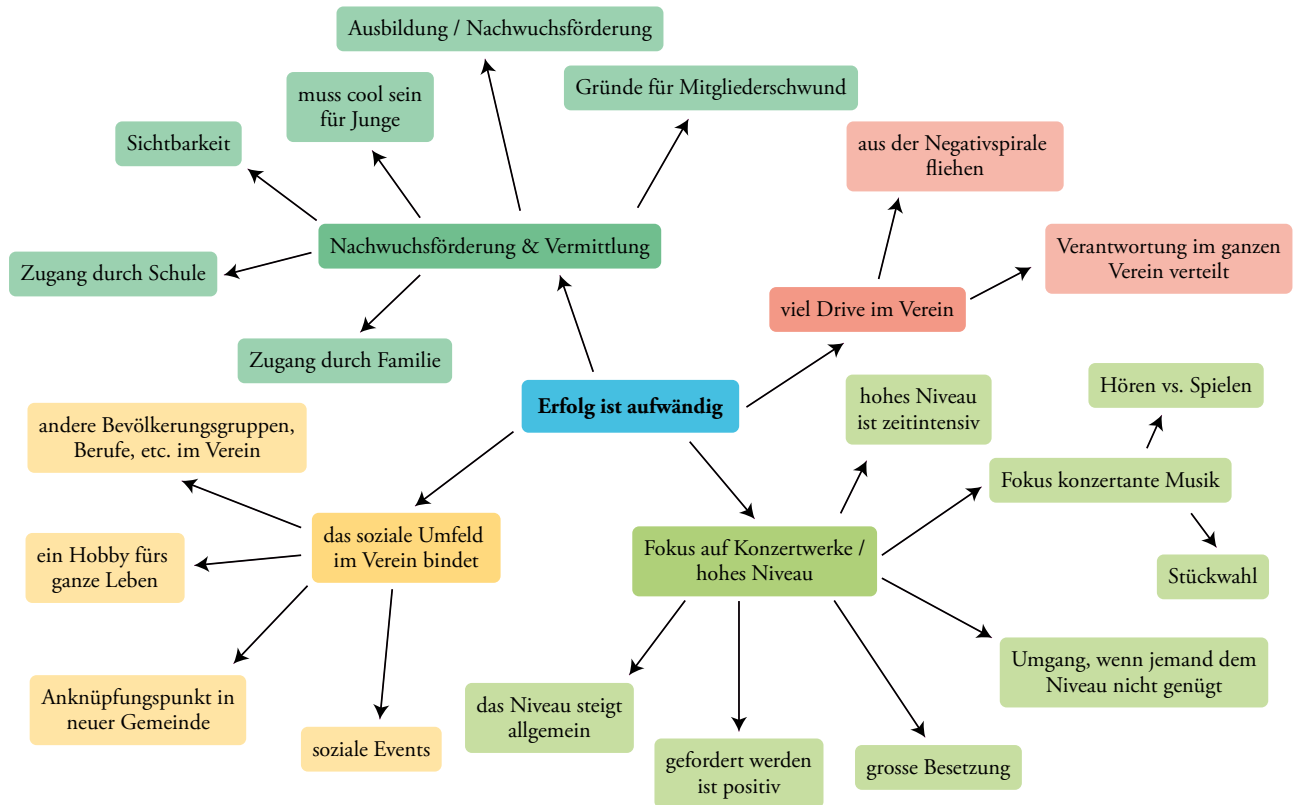 Ausbildung / Nachwuchsförderung
muss cool sein
für Junge
Gründe für Mitgliederschwund
Sichtbarkeit
aus der Negativspirale
fliehen
Nachwuchsförderung & Vermittlung
Verantwortung im ganzen
Verein verteilt
Zugang durch Schule
viel Drive im Verein
Zugang durch Familie
Erfolg ist aufwändig
hohes Niveau
ist zeitintensiv
Hören vs. Spielen
andere Bevölkerungsgruppen,
Berufe, etc. im Verein
Fokus konzertante Musik
das soziale Umfeld
im Verein bindet
Fokus auf Konzertwerke /
hohes Niveau
ein Hobby fürs
ganze Leben
Stückwahl
Umgang, wenn jemand dem
Niveau nicht genügt
Anknüpfungspunkt in
neuer Gemeinde
das Niveau steigt
allgemein
soziale Events
gefordert werden
ist positiv
grosse Besetzung